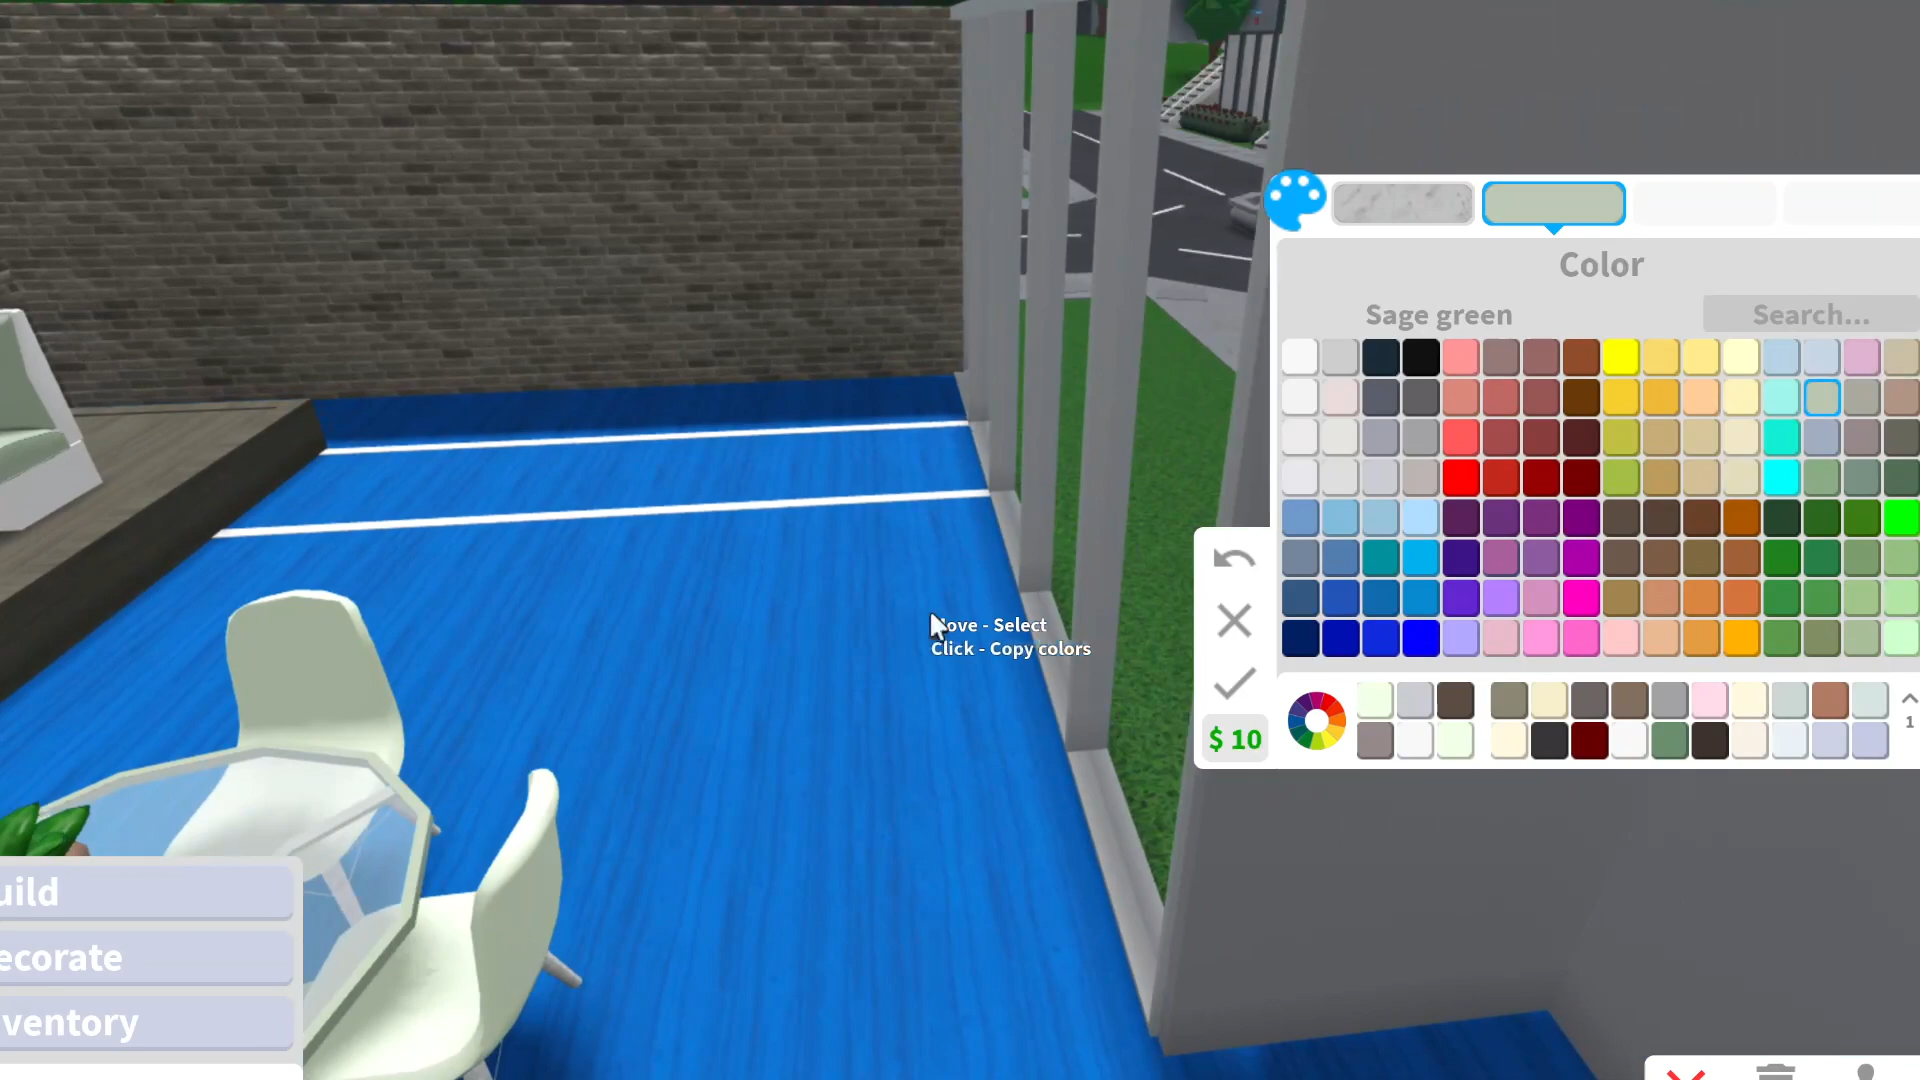 Color
Sage green
Search...
ove - Select
Click - Copy colors
$ 10
1
uild
ecorate
ventory